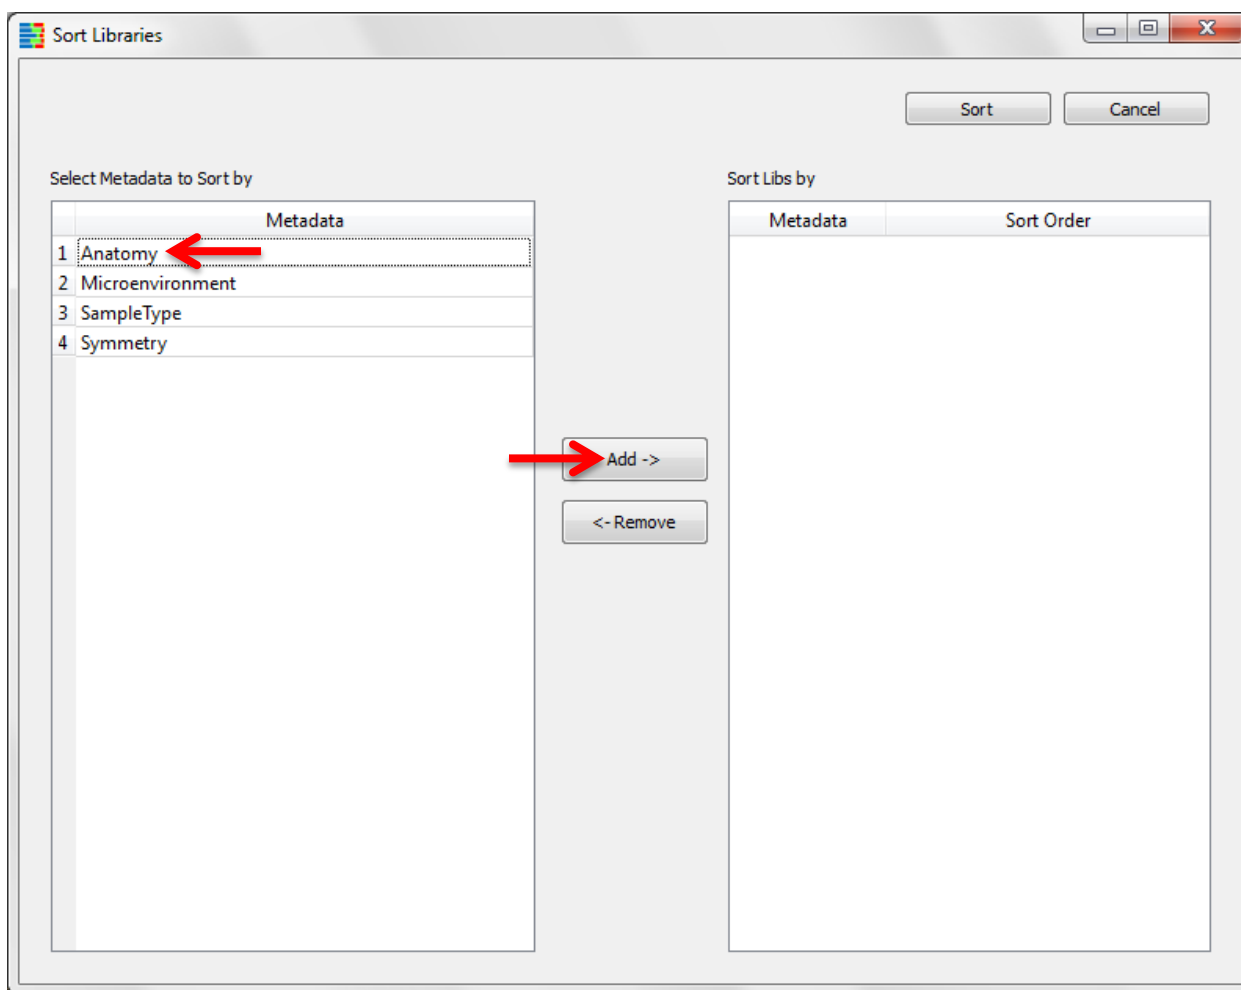 Sort Libraries
Sort Cancel
Select Metadata to Sort by
Sort Libs by
Metadata
1 Anatomy
2 Microenvironment
3 SampleType
4 Symmetry
Add ->
<- Remove
Metadata Sort Order